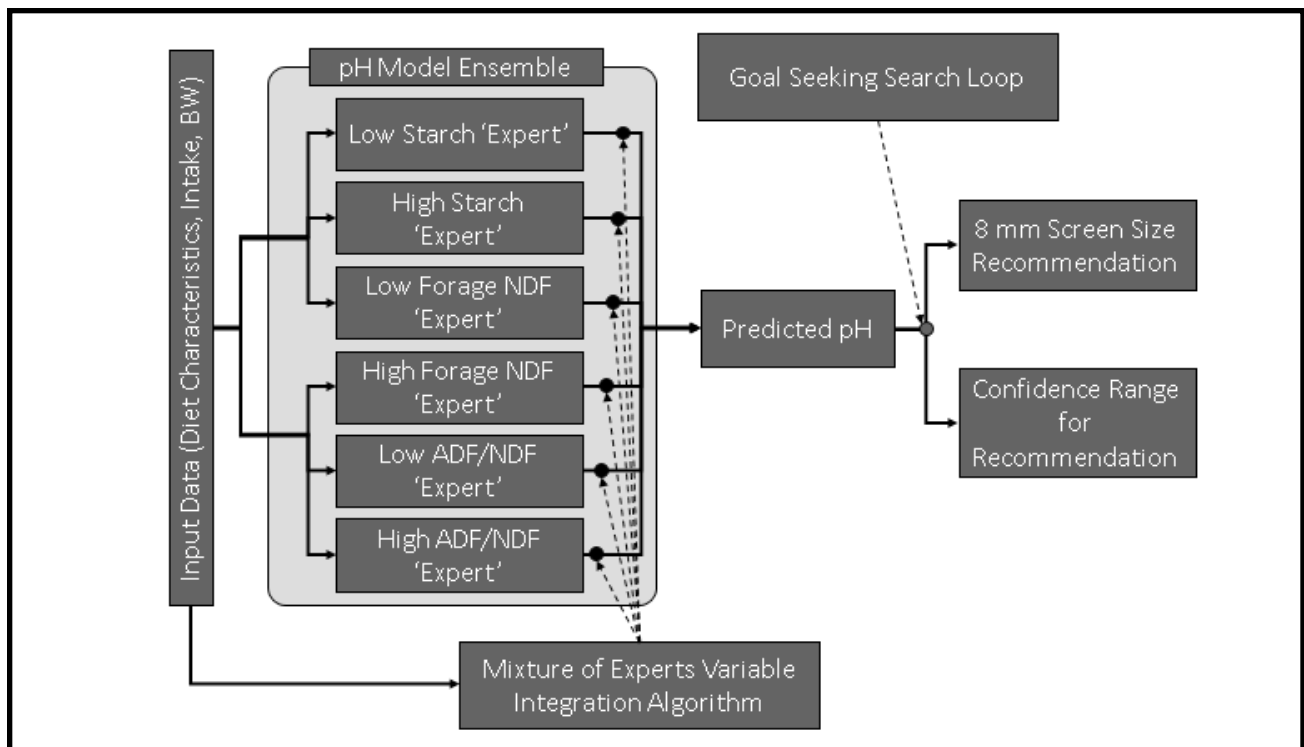 Input Data (Diet Characteristics, Intake, BW)
pH Model Ensemble
Low Starch ‘Expert’
High Starch
‘Expert’
Low Forage NDF
‘Expert’
High Forage NDF
‘Expert’
Low ADF/NDF
‘Expert’
High ADF/NDF
‘Expert’
Mixture of Experts Variable
Integration Algorithm
Goal Seeking Search Loop
Predicted pH
8 mm Screen Size
Recommendation
Confidence Range
for
Recommendation